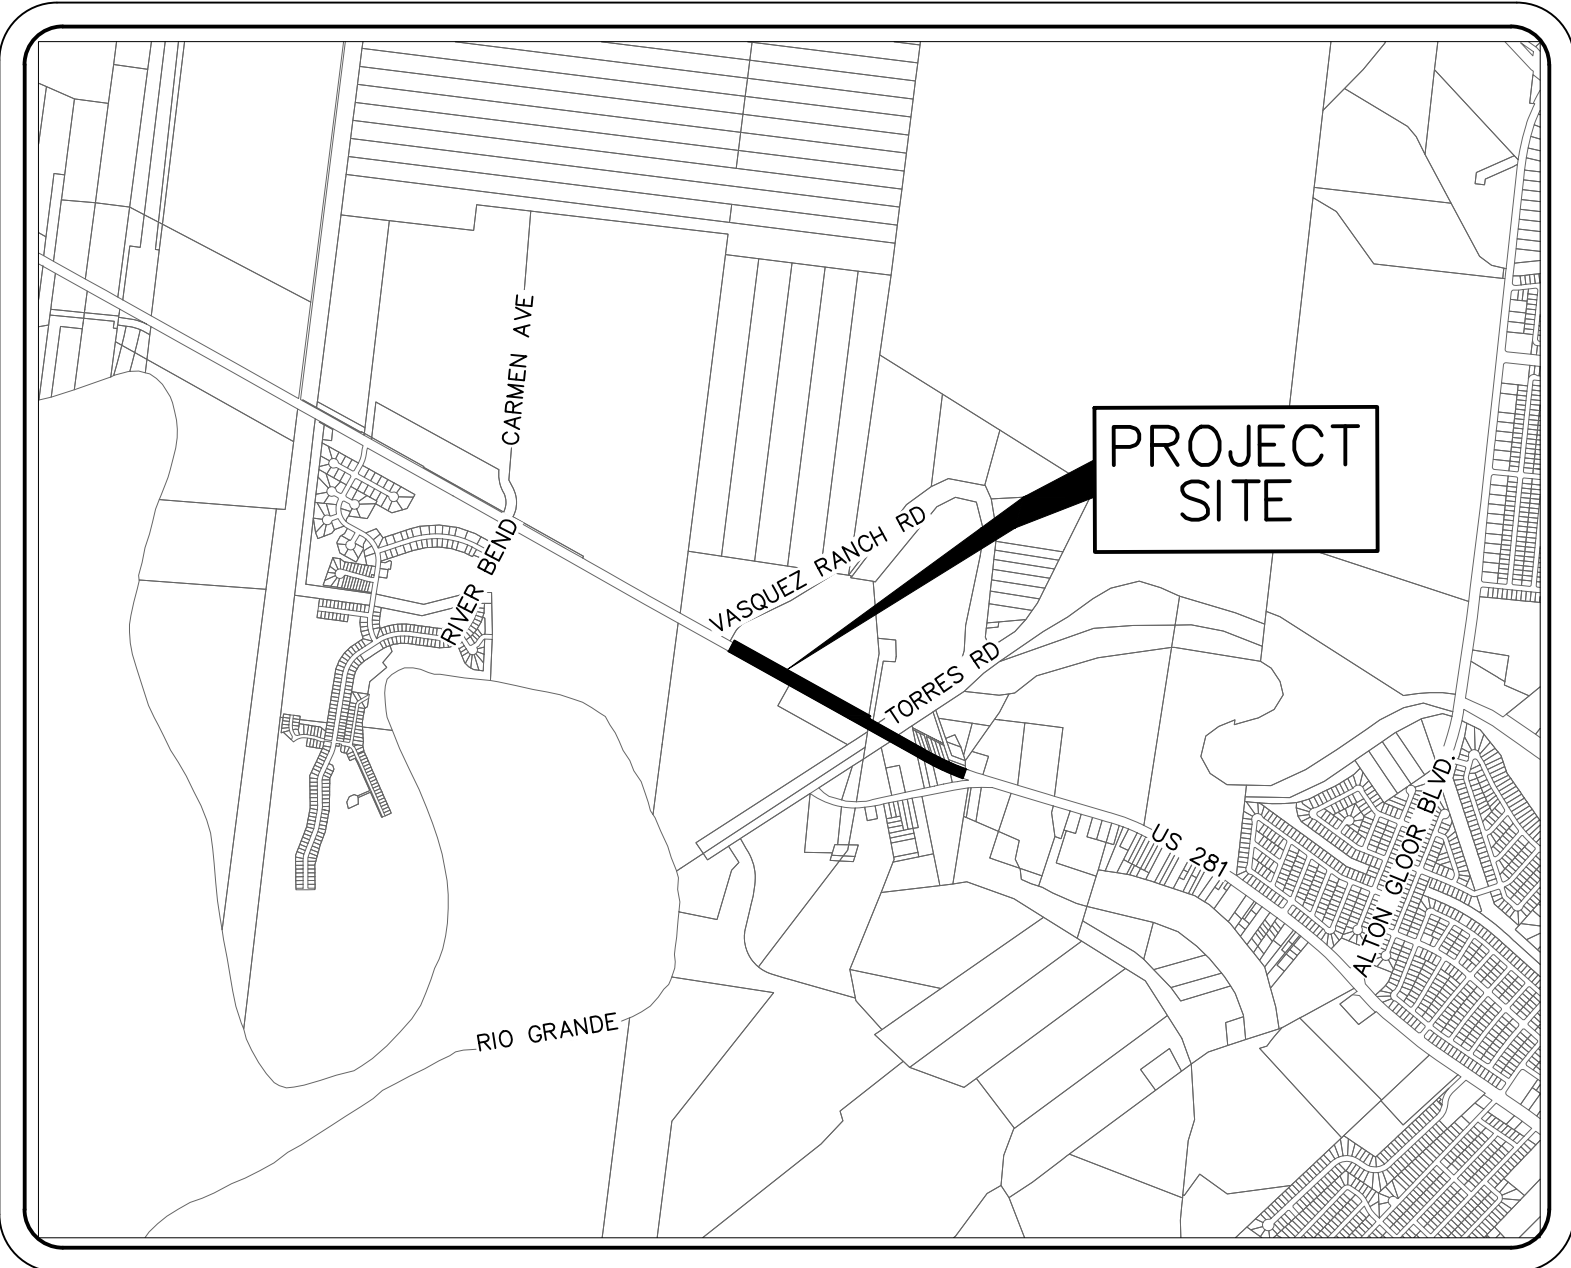 CARMEN AVE
PROJECT
SITE
VASQUEZ RANCH RD
RIVER BEND
TORRES RD
US 281
ALTON GLOOR BLVD.
RIO GRANDE